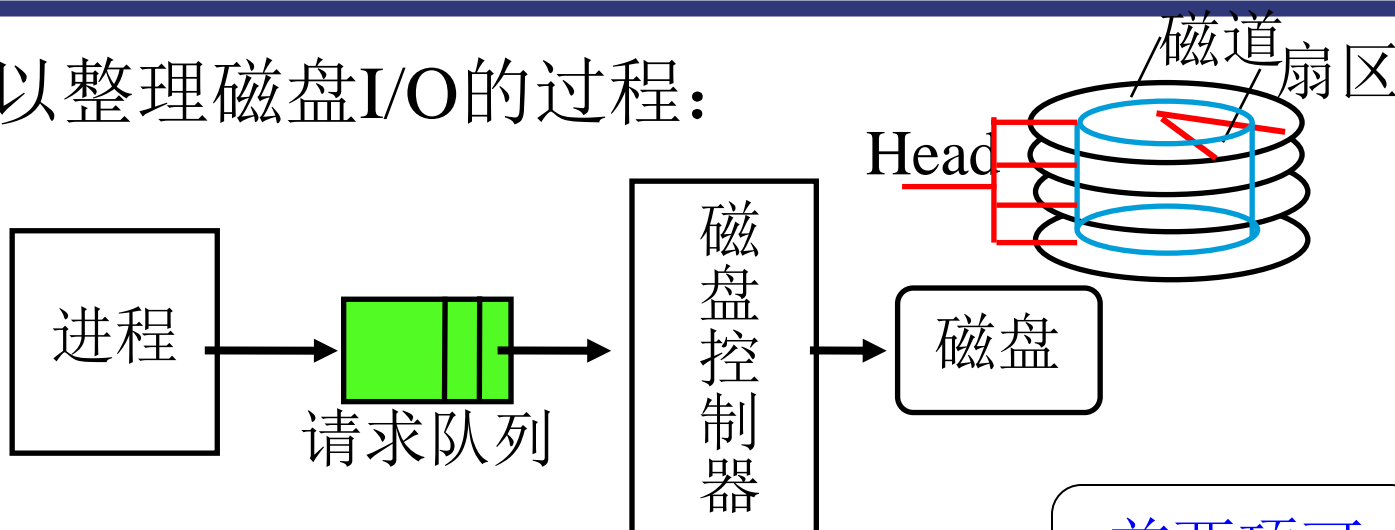 以整理磁盘I/O的过程：
磁道
扇区
Head
进程
请求队列
磁盘控制器
磁盘